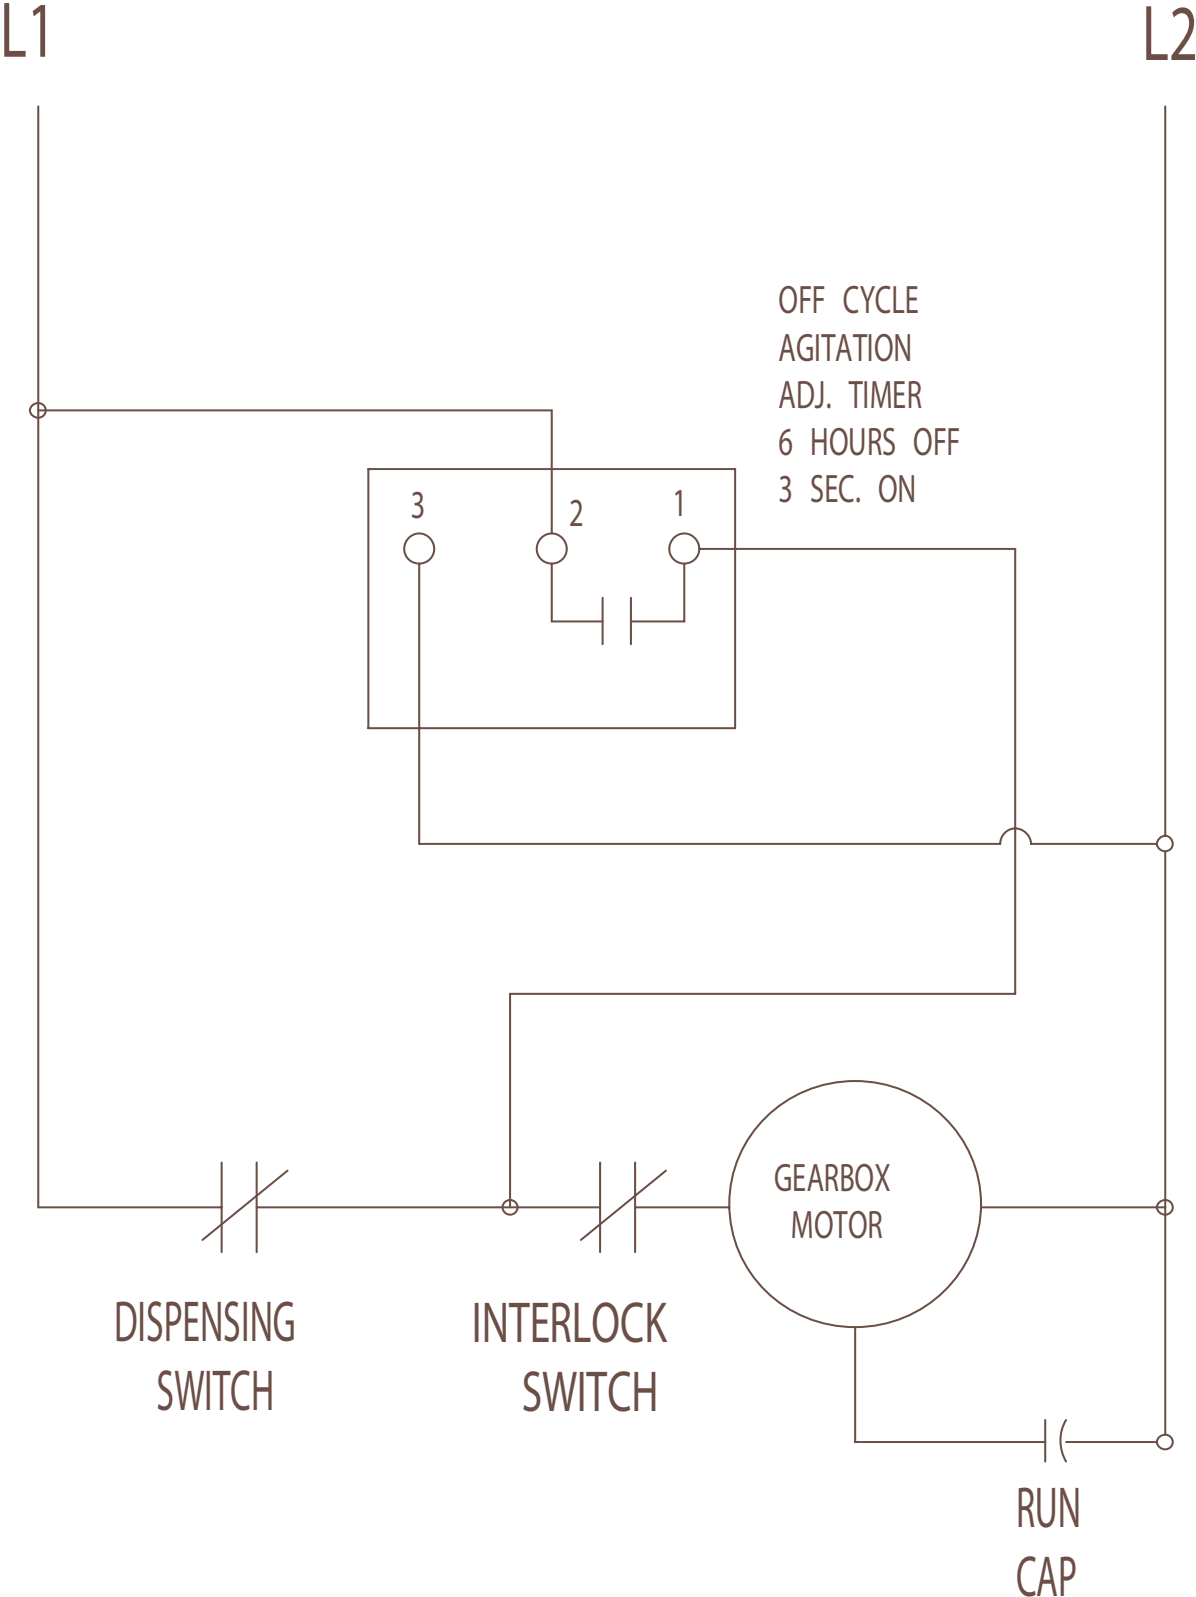 L1
L2
OFF CYCLE
AGITATION
ADJ. TIMER
6 HOURS OFF
3 SEC. ON
3
2
1
GEARBOX
MOTOR
DISPENSING
SWITCH
INTERLOCK
SWITCH
RUN
CAP